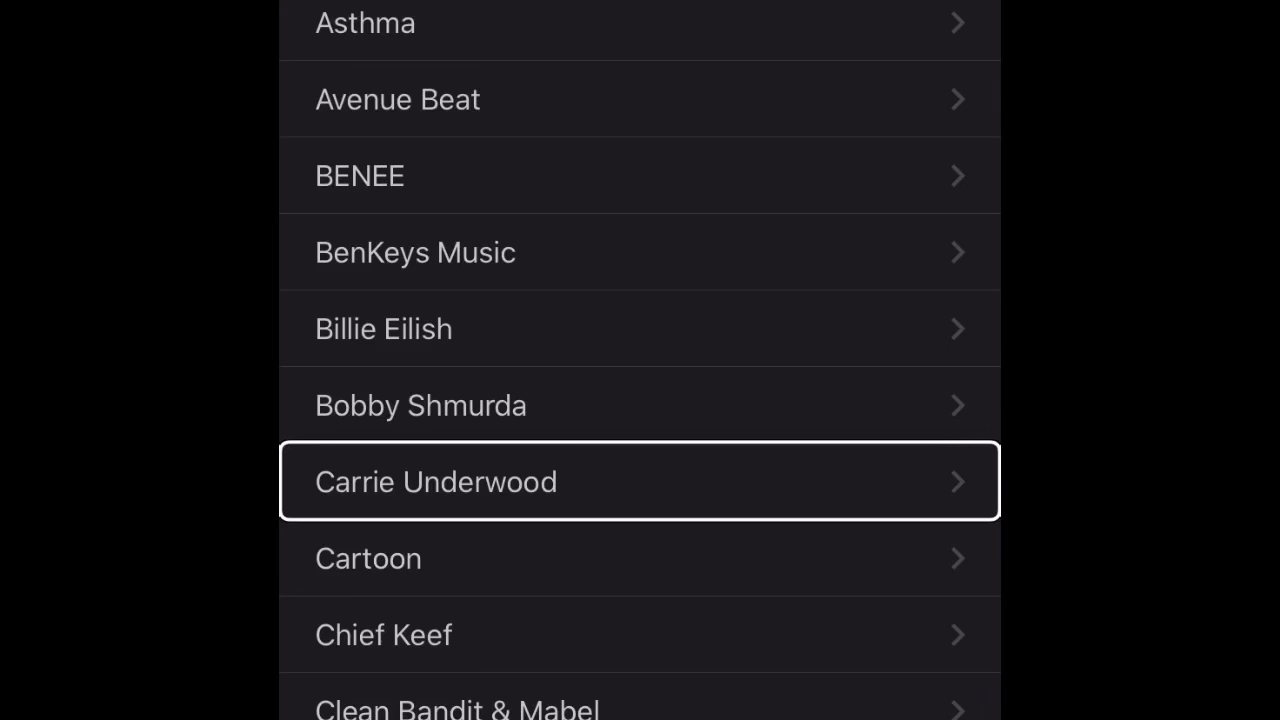 Asthma
Avenue Beat
BENEE
BenKeys Music
Billie Eilish
Bobby Shmurda
Carrie Underwood
Cartoon
Chief Keef
Clean Bandit & Mabel